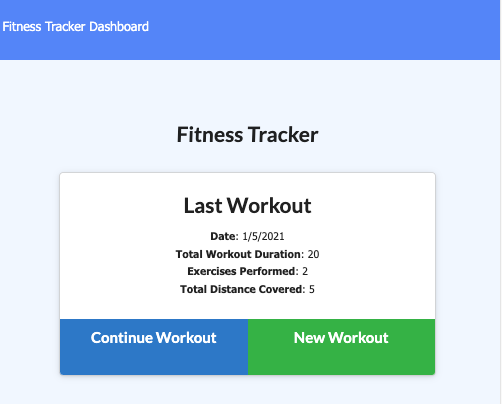 Fitness Tracker Dashboard
Fitness Tracker
Last Workout
Date: 1/5/2021
Total Workout Duration: 20
Exercises Performed: 2
Total Distance Covered: 5
Continue Workout
New Workout